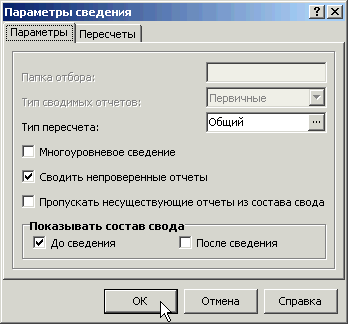 Параметры сведения
Параметры Пересчеты
Папка отбора:
Тип сводимых отчетов: Первичные
Тип пересчета: Общий ...
Многоуровневое сведение
Сводить непроверенные отчеты
Пропускать несуществующие отчеты из состава свода
Показывать состав свода
До сведения После сведения
ОК Отмена Справка